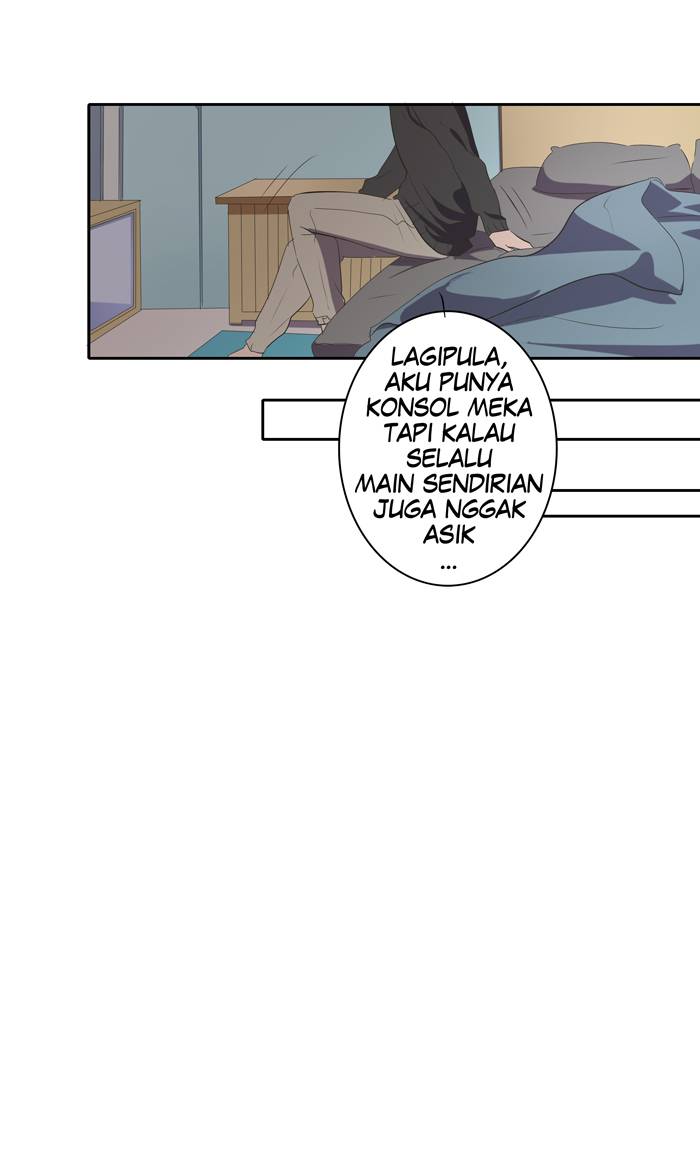 LAGIPULA,
AKU PUNYA
KONSOL MEKA
TAPI KALAU
SELALU
MAIN SENDIRIAN
JUGA NGGAK
ASIK
...